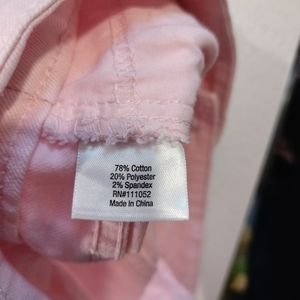 78% Cotton
20% Polyester
2% Spandex
RN#111052
Made in China